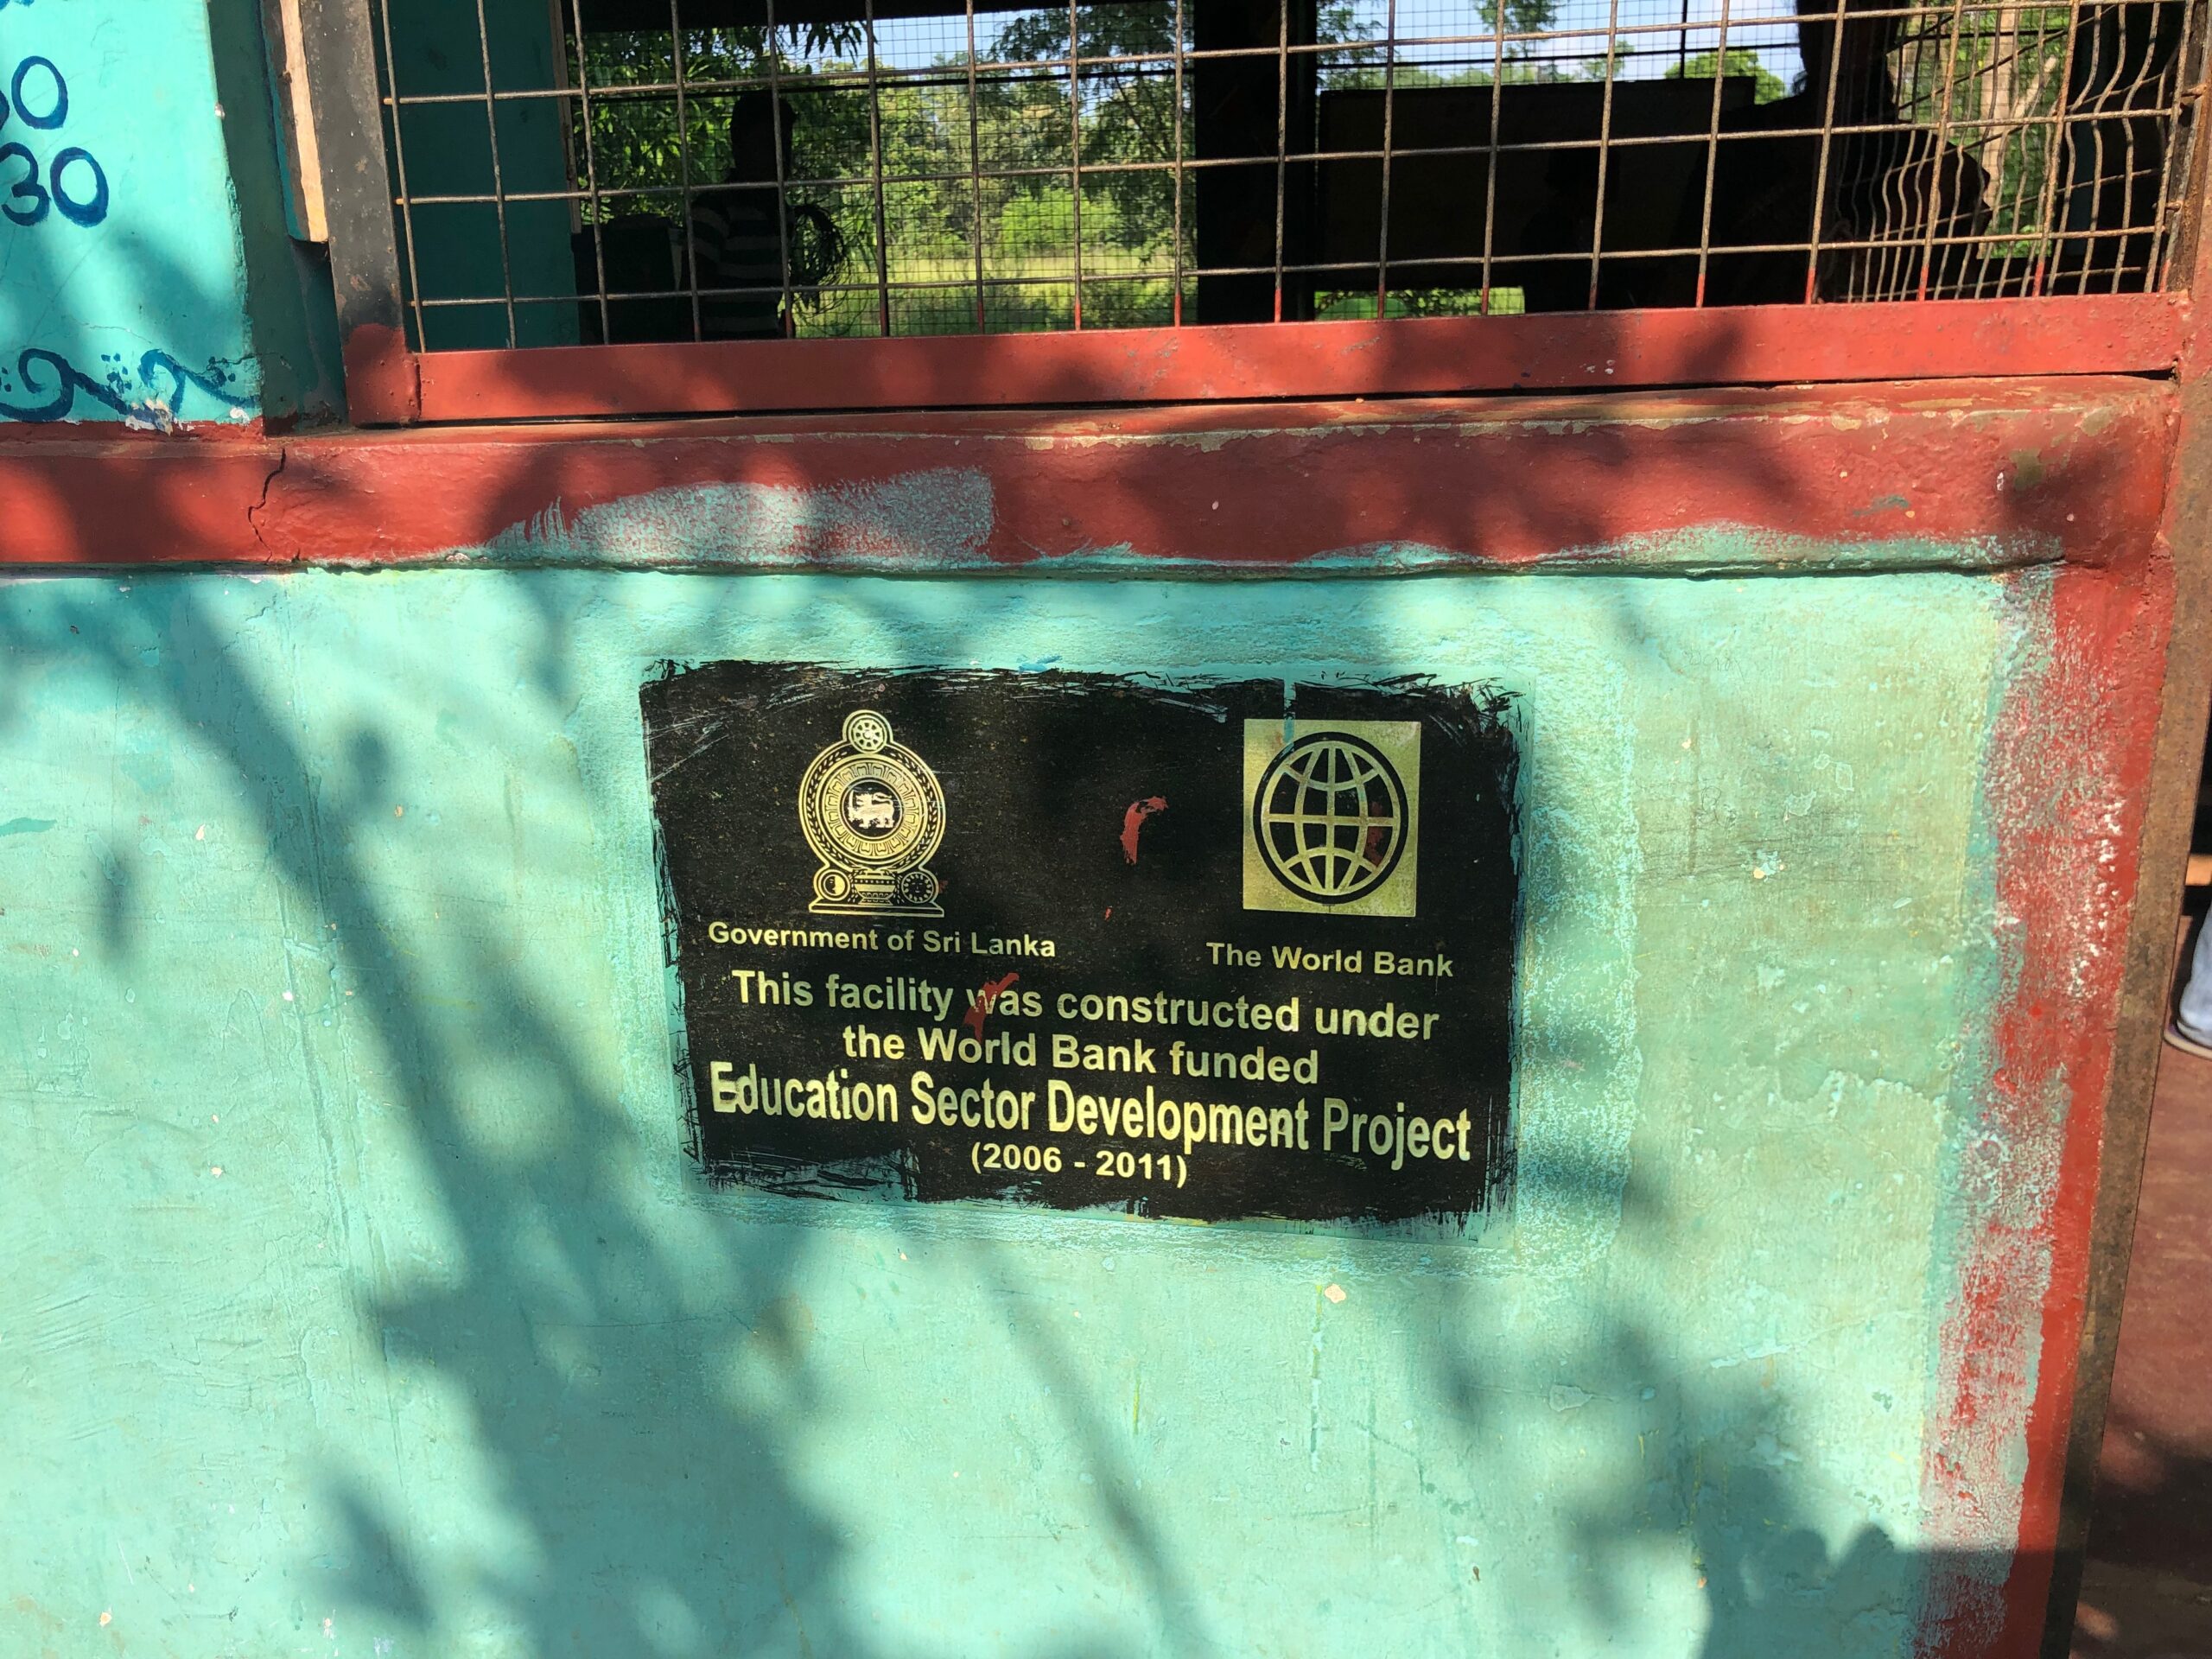 30
Government of Sri Lanka
The World Bank
This facility was constructed under
the World Bank funded
Education Sector Development Project
(2006 - 2011)